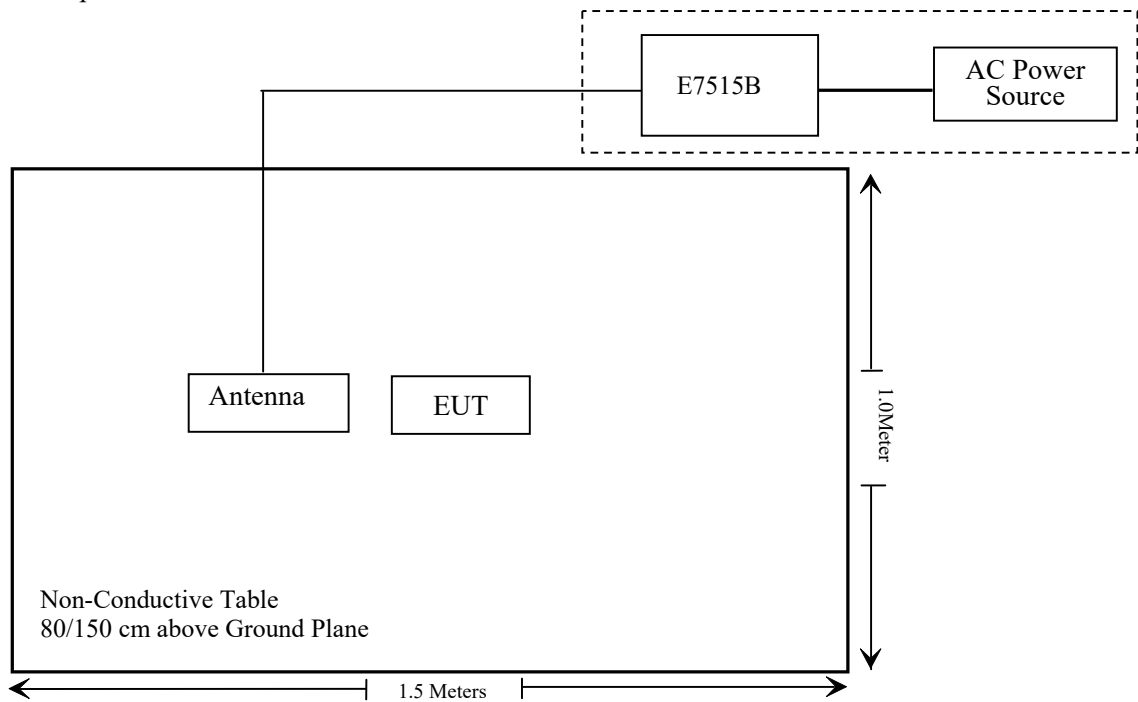 E7515B
AC Power
Source
Antenna
EUT
1.0Meter
Non-Conductive Table
80/150 cm above Ground Plane
1.5 Meters